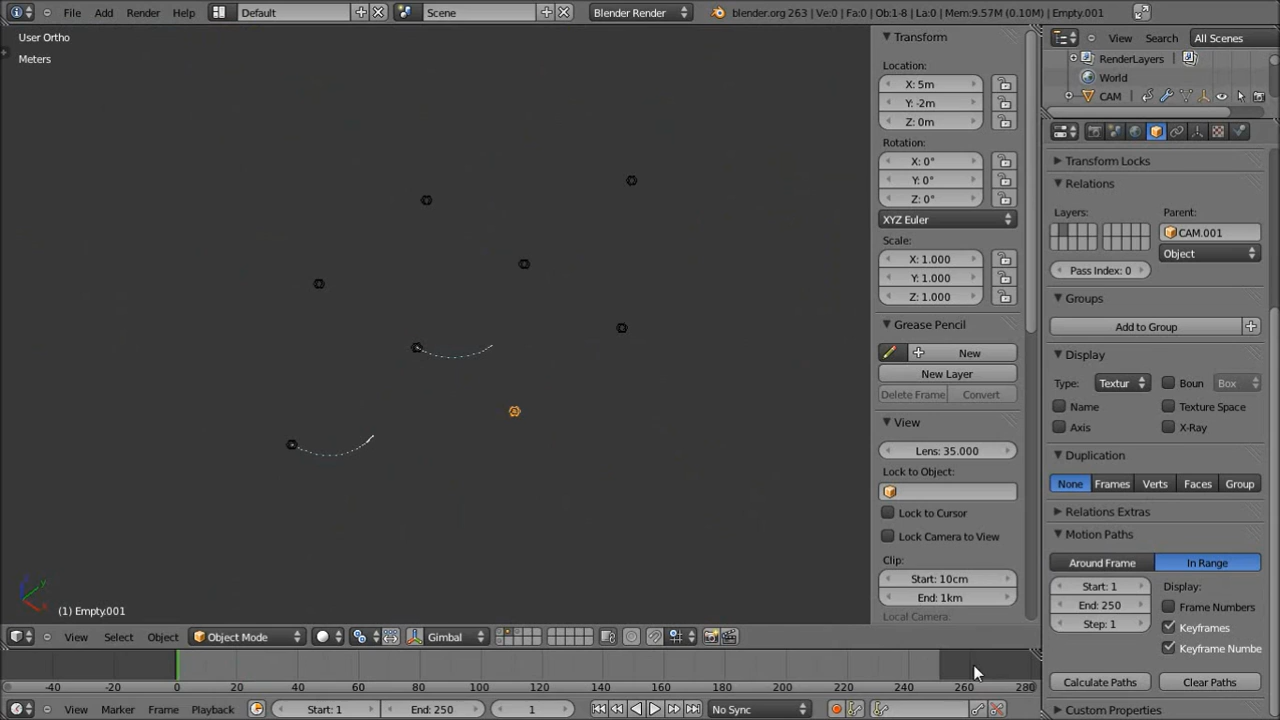 File Add Render Help Default Scene Blender Render blender.org 263 | Ve:0 | Fa:0 | Ob:1-8 | La:0 | Mem:9.57M (0.10M) | Empty.001
User Ortho
Meters
(1) Empty.001
View Select Object Object Mode Gimbal
Transform
Location:
X: 5m
Y: -2m
Z: 0m
Rotation:
X: 0°
Y: 0°
Z: 0°
XYZ Euler
Scale:
X: 1.000
Y: 1.000
Z: 1.000
Grease Pencil
New
New Layer
Delete Frame Convert
View
Lens: 35.000
Lock to Object:
Lock to Cursor
Lock Camera to View
Clip:
Start: 10cm
End: 1km
Local Camera:
View Search All Scenes
RenderLayers
World
CAM
Transform Locks
Relations
Layers: Parent:
CAM.001
Object
Pass Index: 0
Groups
Add to Group
Display
Type: Textur Boun Box
Name Texture Space
Axis X-Ray
Duplication
None Frames Verts Faces Group
Relations Extras
Motion Paths
Around Frame In Range
Start: 1 Display:
End: 250 Frame Numbers
Step: 1 Keyframes
Keyframe Numbe
Calculate Paths Clear Paths
Custom Properties
-40 -20 0 20 40 60 80 100 120 140 160 180 200 220 240 260 280
View Marker Frame Playback Start: 1 End: 250 1 No Sync